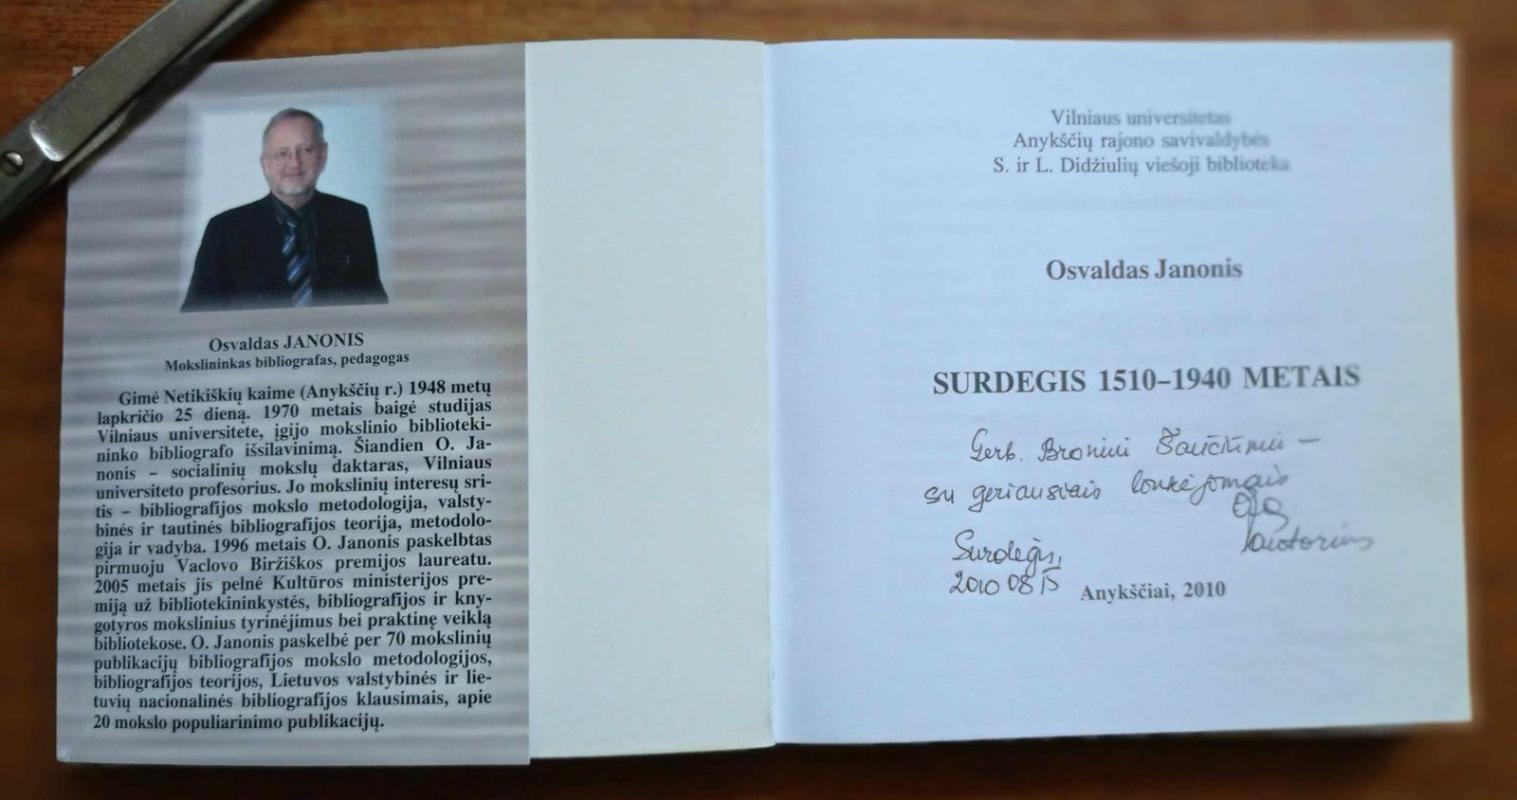 Osvaldas JANONIS
Mokslininkas bibliografas, pedagogas
Gimė Netikiškių kaime (Anykščių r.) 1948 metų
lapkričio 25 dieną. 1970 metais baigė studijas
Vilniaus universitete, įgijo mokslinio biblioteki-
ninko bibliografo išsilavinimą. Šiandien O. Ja-
nonis – socialinių mokslų daktaras, Vilniaus
universiteto profesorius. Jo mokslinių interesų sri-
tis – bibliografijos mokslo metodologija, valsty-
binės ir tautinės bibliografijos teorija, metodolo-
gija ir vadyba. 1996 metais O. Janonis paskelbtas
pirmuoju Vaclovo Biržiškos premijos laureatu.
2005 metais jis pelnė Kultūros ministerijos pre-
miją už bibliotekininkystės, bibliografijos ir kny-
gotyros mokslinius tyrinėjimus bei praktinę veiklą
bibliotekose. O. Janonis paskelbė per 70 mokslinių
publikacijų bibliografijos mokslo metodologijos,
bibliografijos teorijos, Lietuvos valstybinės ir lie-
tuvių nacionalinės bibliografijos klausimais, apie
20 mokslo populiarinimo publikacijų.
Vilniaus universitetas
Anykščių rajono savivaldybės
S. ir L. Didžiulių viešoji biblioteka
Osvaldas Janonis
SURDEGIS 1510–1940 METAIS
Gerb. Broniui Šaučiūnui –
su geriausiais linkėjimais
Autorius
Surdegis,
2010 08 15
Anykščiai, 2010